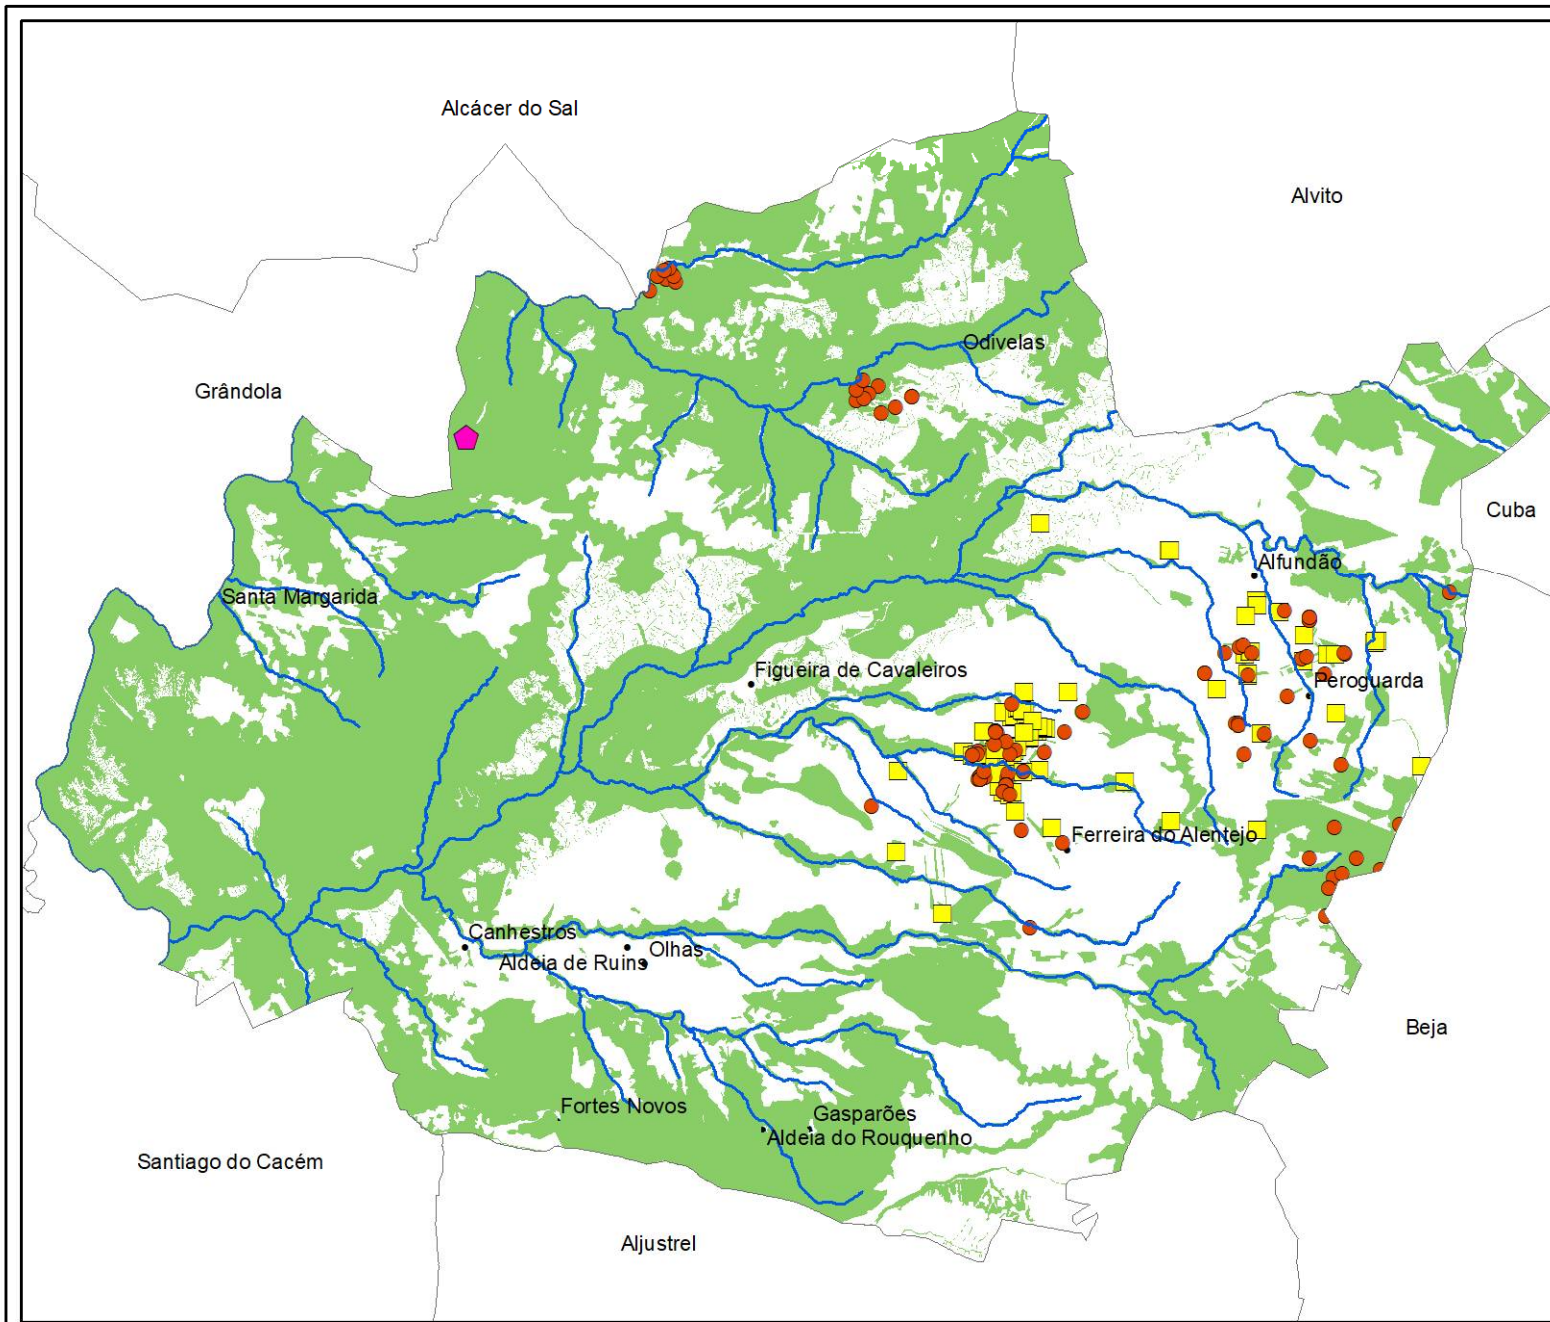 Alcácer do Sal
Alvito
Odivelas
Grândola
Cuba
Alfundão
Santa Margarida
Figueira de Cavaleiros
Peroguarda
Ferreira do Alentejo
Canhestros
Olhas
Aldeia de Ruins
Beja
Fortes Novos
Gasparões
Aldeia do Rouquenho
Santiago do Cacém
Aljustrel